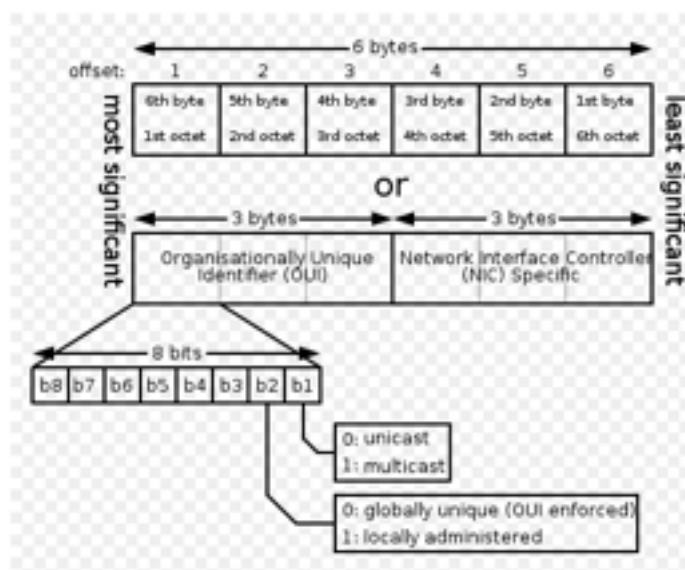 6 bytes
offset: 1 2 3 4 5 6
most significant
6th byte 5th byte 4th byte 3rd byte 2nd byte 1st byte
1st octet 2nd octet 3rd octet 4th octet 5th octet 6th octet
least significant
or
3 bytes 3 bytes
Organisationally Unique
Identifier (OUI)
Network Interface Controller
(NIC) Specific
8 bits
b8 b7 b6 b5 b4 b3 b2 b1
0: unicast
1: multicast
0: globally unique (OUI enforced)
1: locally administered